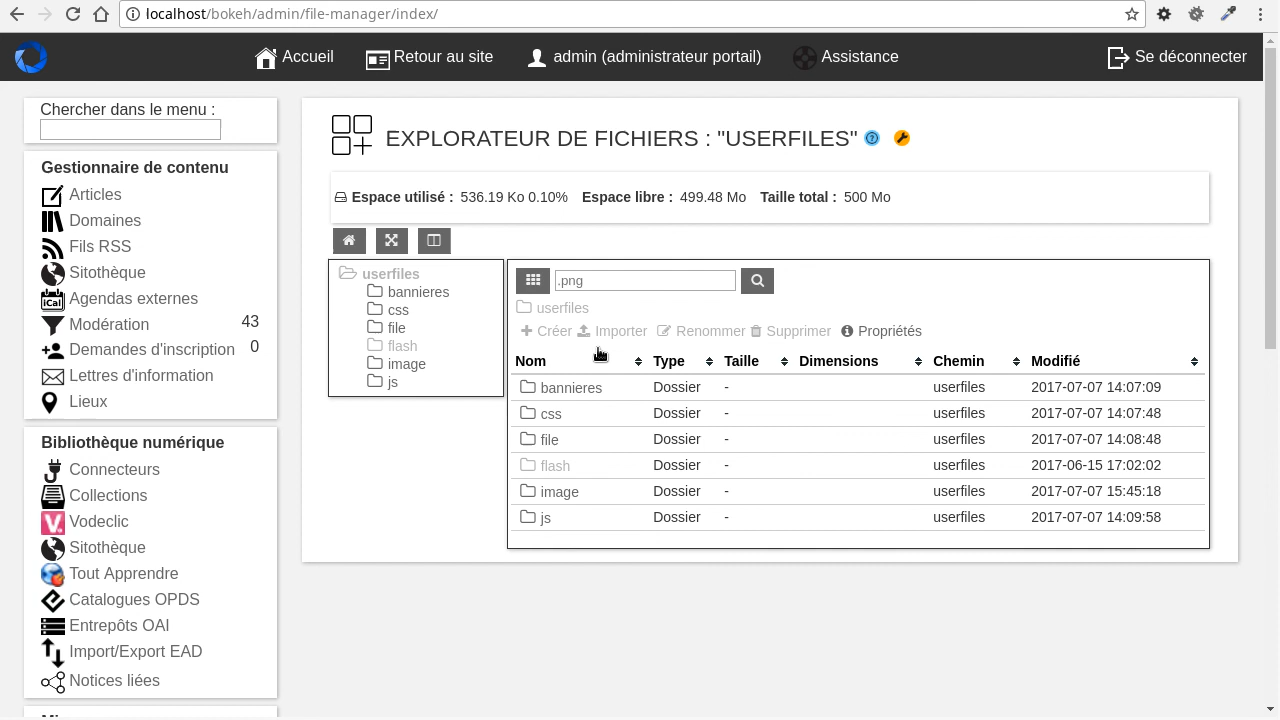 localhost/bokeh/admin/file-manager/index/
Accueil
Retour au site
admin (administrateur portail)
Assistance
Se déconnecter
Chercher dans le menu :
Gestionnaire de contenu
Articles
Domaines
Fils RSS
Sitothèque
iCal Agendas externes
Modération 43
Demandes d'inscription 0
Lettres d'information
Lieux
Bibliothèque numérique
Connecteurs
Collections
V. Vodeclic
Sitothèque
Tout Apprendre
Catalogues OPDS
Entrepôts OAI
Import/Export EAD
Notices liées
EXPLORATEUR DE FICHIERS : "USERFILES"
Espace utilisé : 536.19 Ko 0.10% Espace libre : 499.48 Mo Taille total : 500 Mo
userfiles
bannieres
css
file
flash
image
js
.png
userfiles
Créer Importer Renommer Supprimer Propriétés
Nom Type Taille Dimensions Chemin Modifié
bannieres Dossier - userfiles 2017-07-07 14:07:09
css Dossier - userfiles 2017-07-07 14:07:48
file Dossier - userfiles 2017-07-07 14:08:48
flash Dossier - userfiles 2017-06-15 17:02:02
image Dossier - userfiles 2017-07-07 15:45:18
js Dossier - userfiles 2017-07-07 14:09:58